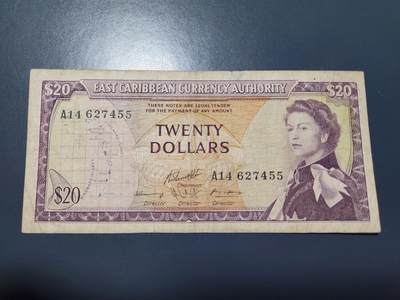 $20 EAST CARIBBEAN CURRENCY AUTHORITY $20
THESE NOTES ARE LEGAL TENDER
FOR THE PAYMENT OF ANY AMOUNT
A14 627455
TWENTY
DOLLARS
A14 627455
Chairman
$20
Director Director Director